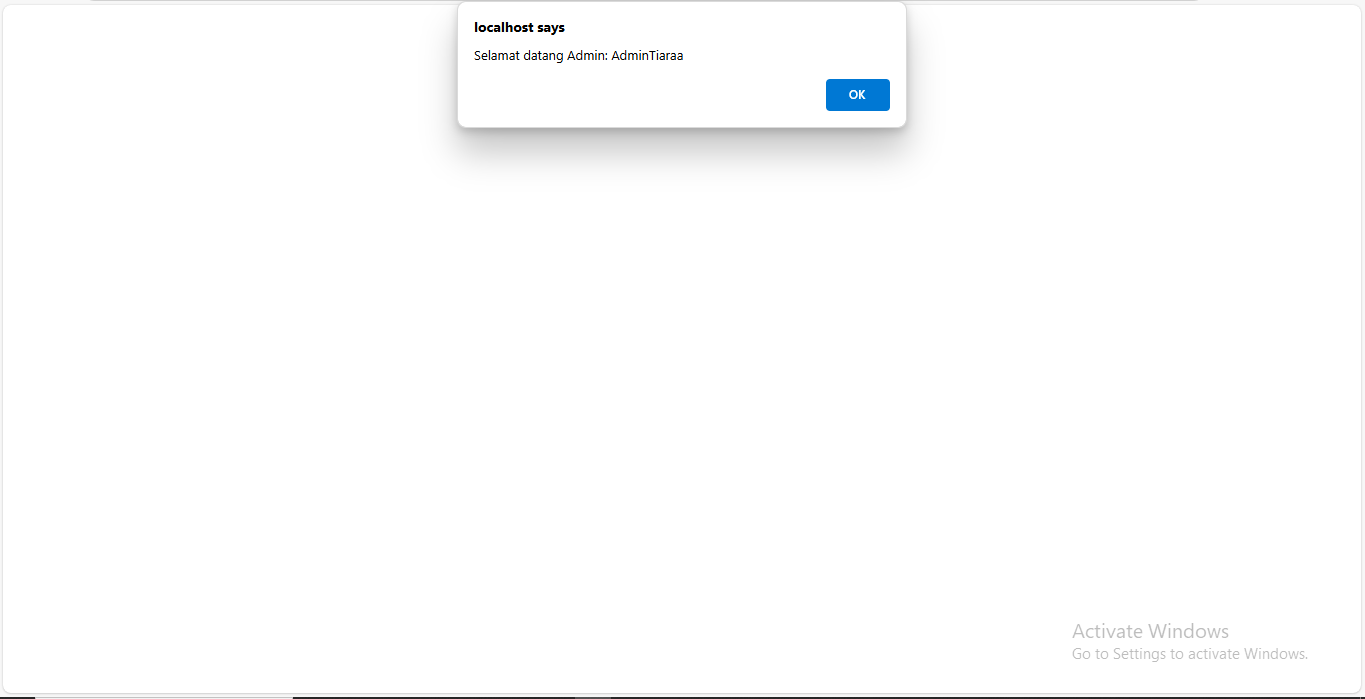 localhost says
Selamat datang Admin: AdminTiaraa
OK
Activate Windows
Go to Settings to activate Windows.